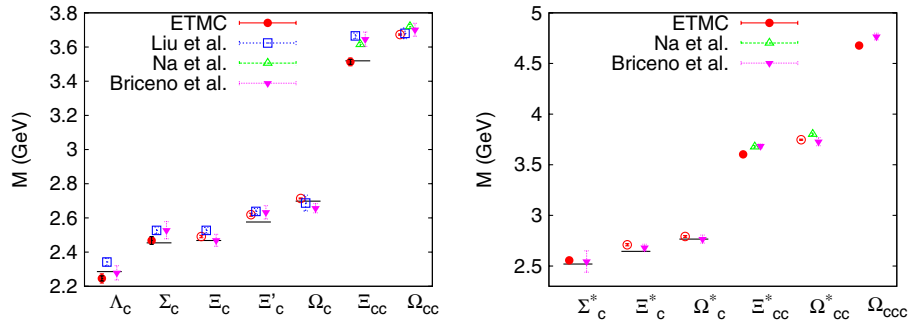 3.8
3.6
3.4
3.2
3
2.8
2.6
2.4
2.2
M (GeV)
ETMC
Liu et al.
Na et al.
Briceno et al.
Λc Σc Ξc Ξ'c Ωc Ξcc Ωcc
5
4.5
4
3.5
3
2.5
M (GeV)
ETMC
Na et al.
Briceno et al.
Σ*c Ξ*c Ω*c Ξ*cc Ω*cc Ωccc